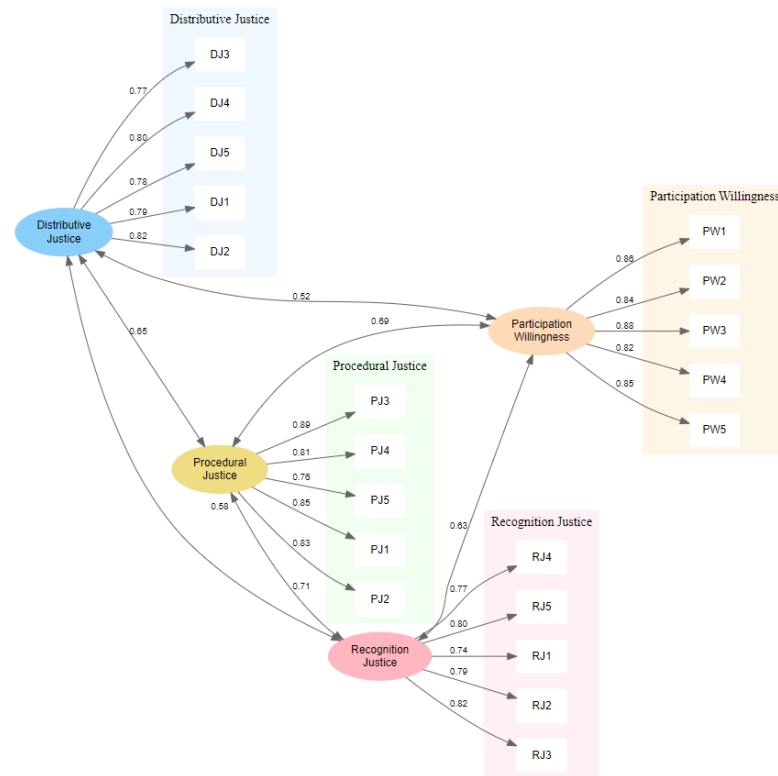 Distributive Justice
DJ3
DJ4
DJ5
DJ1
DJ2
0.77
0.80
0.78
0.79
0.82
Distributive
Justice
0.52
0.65
0.69
0.58
Participation Willingness
PW1
PW2
PW3
PW4
PW5
0.86
0.84
0.88
0.82
0.85
Participation
Willingness
Procedural Justice
PJ3
PJ4
PJ5
PJ1
PJ2
0.89
0.81
0.76
0.85
0.83
Procedural
Justice
0.71
0.63
Recognition Justice
RJ4
RJ5
RJ1
RJ2
RJ3
0.77
0.80
0.74
0.79
0.82
Recognition
Justice